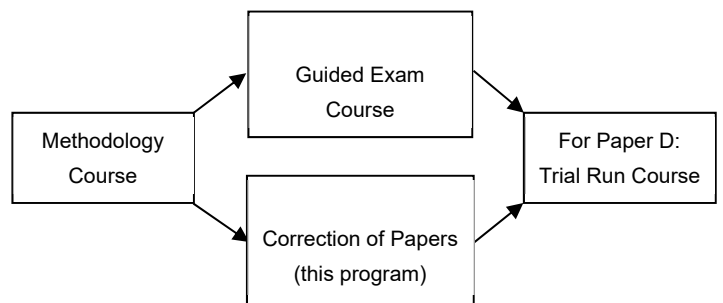 Guided Exam
Course
Methodology
Course
For Paper D:
Trial Run Course
Correction of Papers
(this program)